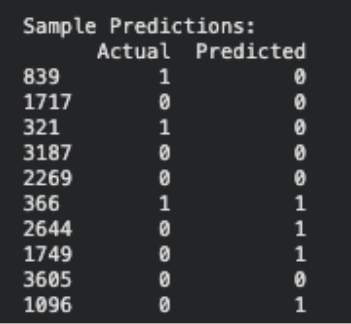 Sample Predictions:
Actual Predicted
839 1 0
1717 0 0
321 1 0
3187 0 0
2269 0 0
366 1 1
2644 0 1
1749 0 1
3605 0 0
1096 0 1